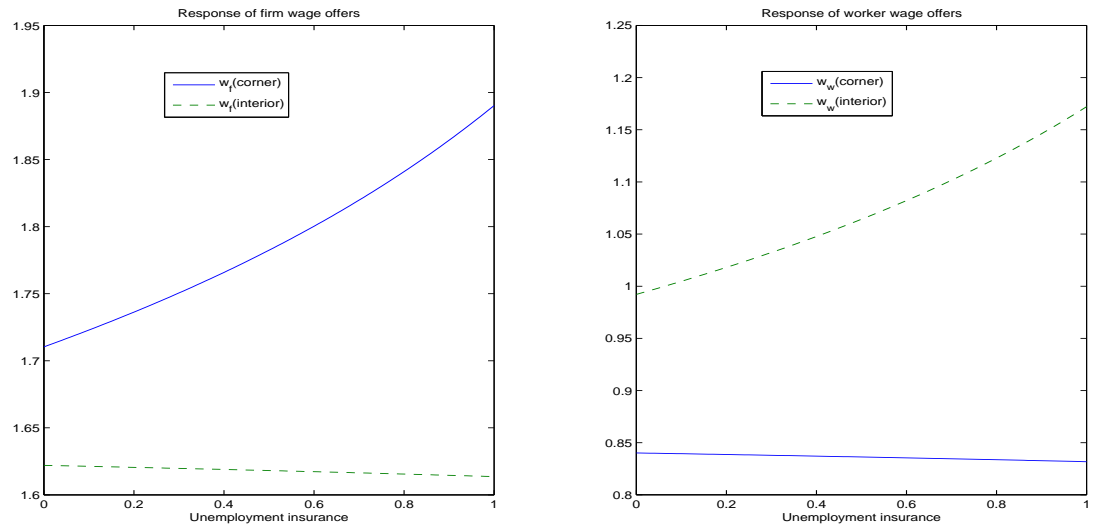 Response of firm wage offers
1.95
1.9
1.85
1.8
1.75
1.7
1.65
1.6
w_f(corner)
w_f(interior)
0 0.2 0.4 0.6 0.8 1
Unemployment insurance
Response of worker wage offers
1.25
1.2
1.15
1.1
1.05
1
0.95
0.9
0.85
0.8
w_w(corner)
w_w(interior)
0 0.2 0.4 0.6 0.8 1
Unemployment insurance